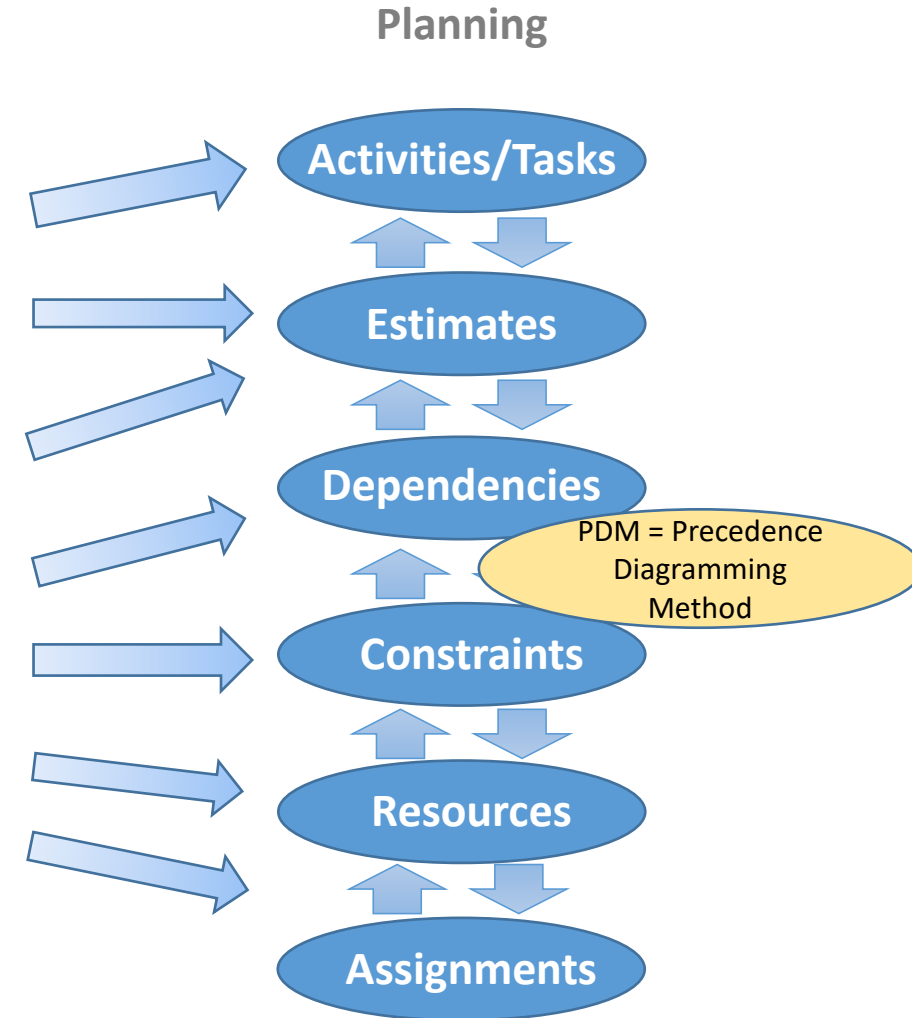 Planning
Activities/Tasks
Estimates
Dependencies
PDM = Precedence
Diagramming
Method
Constraints
Resources
Assignments